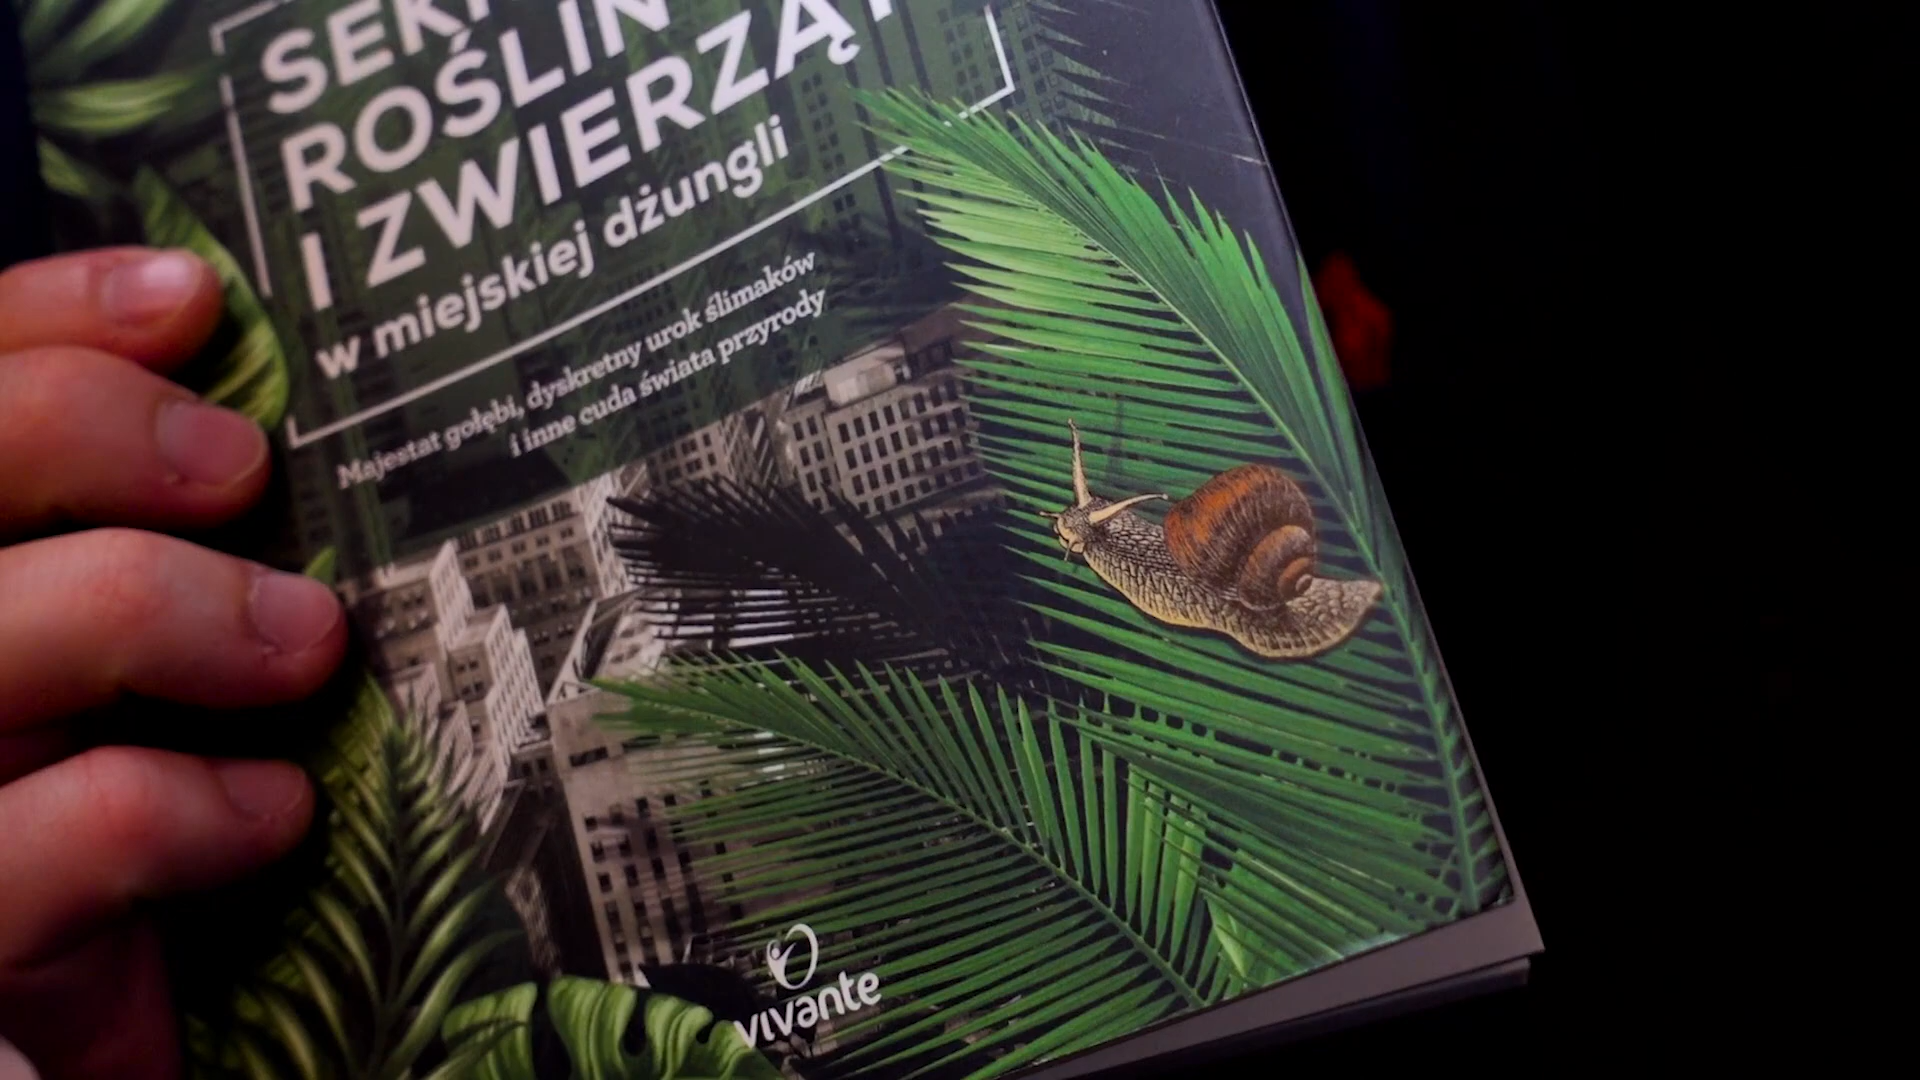 ROŚLIN
I ZWIERZĄT
w miejskiej dżungli
Majestat gołębi, dyskretny urok ślimaków
i inne cuda świata przyrody
vivante